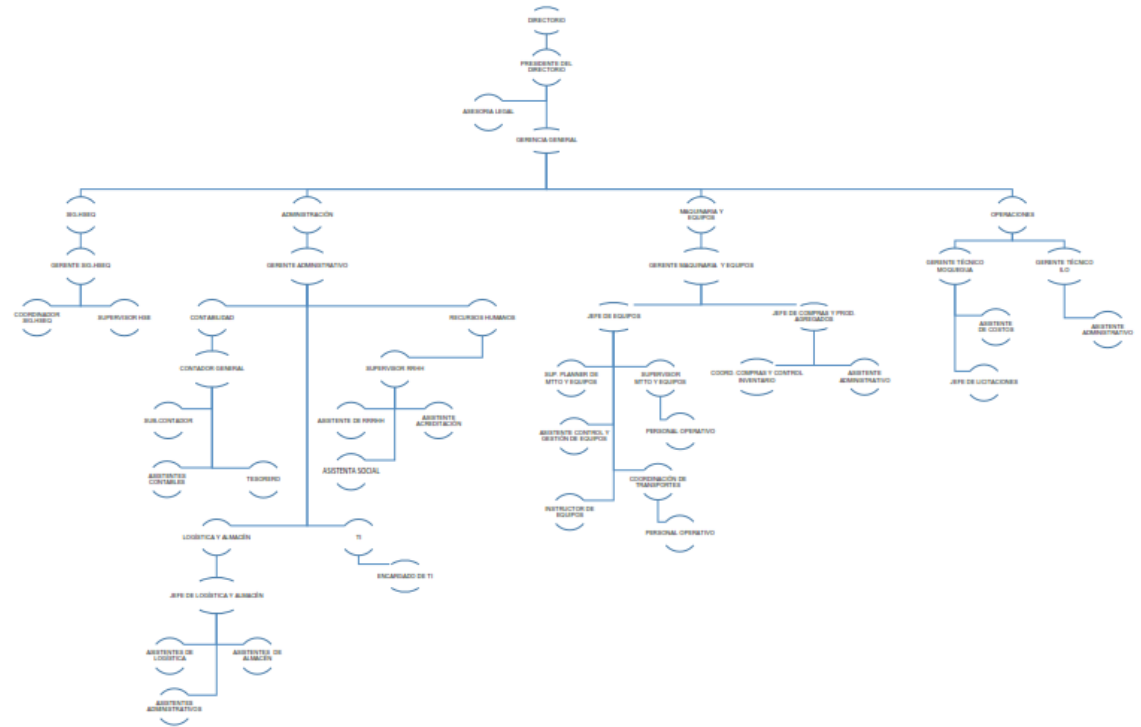 DIRECTORIO
PRESIDENTE DEL
DIRECTORIO
ASESORIA LEGAL
GERENCIA GENERAL
SIG-HSEQ
ADMINISTRACIÓN
MAQUINARIA Y
EQUIPOS
OPERACIONES
GERENTE SIG-HSEQ
GERENTE ADMINISTRATIVO
GERENTE MAQUINARIA Y EQUIPOS
GERENTE TÉCNICO
MOQUEGUA
GERENTE TÉCNICO
ILO
COORDINADOR
SIG-HSEQ
SUPERVISOR HSE
CONTABILIDAD
RECURSOS HUMANOS
JEFE DE EQUIPOS
JEFE DE COMPRAS Y PROD.
AGREGADOS
ASISTENTE
DE COSTOS
ASISTENTE
ADMINISTRATIVO
CONTADOR GENERAL
SUPERVISOR RRHH
SUP. PLANNER DE
MTTO Y EQUIPOS
SUPERVISOR
MTTO Y EQUIPOS
COORD. COMPRAS Y CONTROL
INVENTARIO
ASISTENTE
ADMINISTRATIVO
JEFE DE LICITACIONES
SUB-CONTADOR
ASISTENTE DE RRRHH
ASISTENTE
ACREDITACIÓN
ASISTENTE CONTROL Y
GESTIÓN DE EQUIPOS
PERSONAL OPERATIVO
ASISTENTES
CONTABLES
TESORERO
ASISTENTA SOCIAL
COORDINACIÓN DE
TRANSPORTES
INSTRUCTOR DE
EQUIPOS
PERSONAL OPERATIVO
LOGÍSTICA Y ALMACÉN
TI
ENCARGADO DE TI
JEFE DE LOGÍSTICA Y ALMACÉN
ASISTENTES DE
LOGÍSTICA
ASISTENTES DE
ALMACÉN
ASISTENTES
ADMINISTRATIVOS